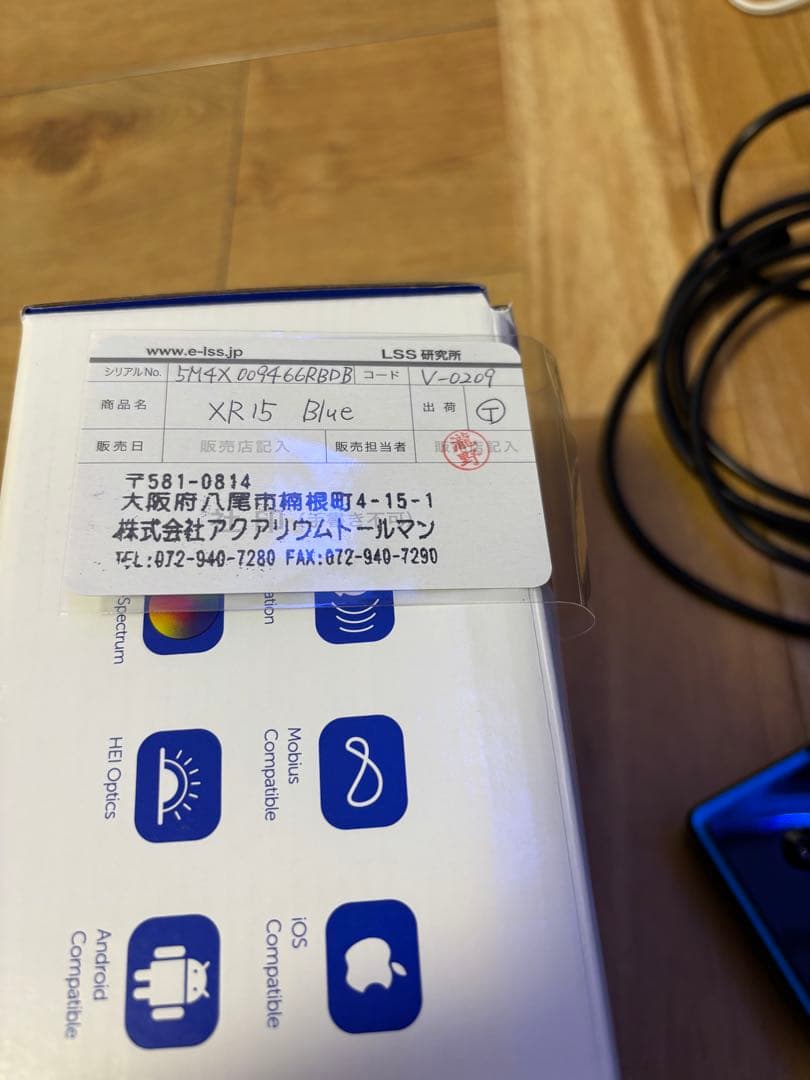 www.e-lss.jp LSS 研究所
シリアルNo. 5M4X009466RBDB コード V-0209
商品名 XR15 Blue 出荷 T
販売日 販売店記入 販売担当者 瀧野
〒581-0814
大阪府八尾市楠根町4-15-1
株式会社アクアリウムトールマン
TEL:072-940-7280 FAX:072-940-7290
Spectrum
ation
HEI Optics
Mobius
Compatible
Android
Compatible
iOS
Compatible